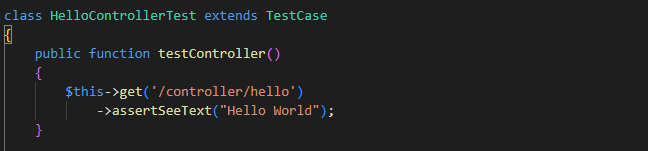 class HelloControllerTest extends TestCase
{
    public function testController()
    {
        $this->get('/controller/hello')
            ->assertSeeText("Hello World");
    }